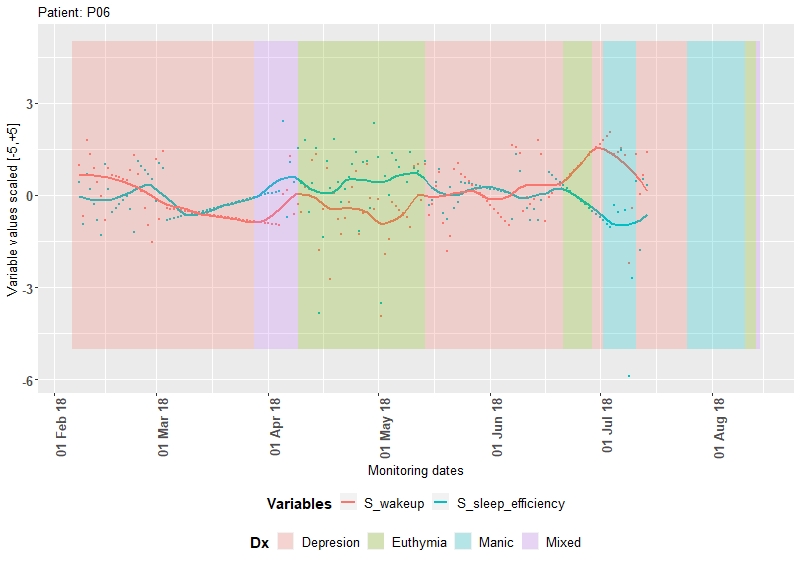 Patient: P06
Variable values scaled [-5,+5]
3
0
-3
-6
01 Feb 18
01 Mar 18
01 Apr 18
01 May 18
01 Jun 18
01 Jul 18
01 Aug 18
Monitoring dates
Variables S_wakeup S_sleep_efficiency
Dx Depresion Euthymia Manic Mixed